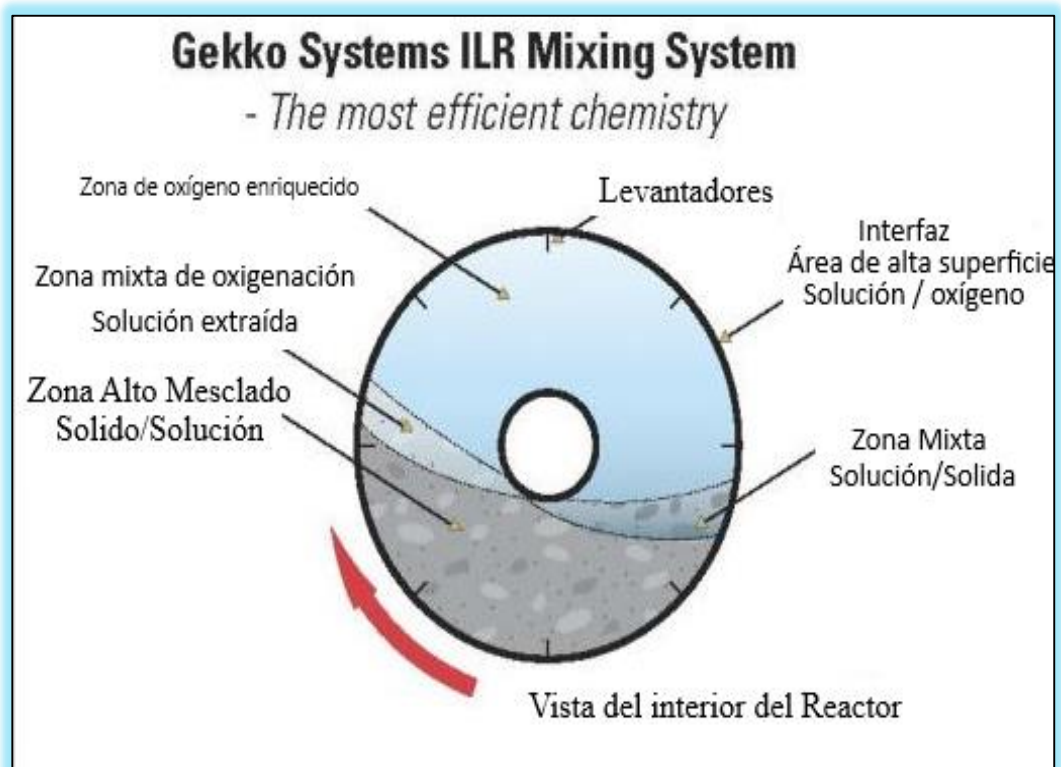 Gekko Systems ILR Mixing System
- The most efficient chemistry
Zona de oxígeno enriquecido
Levantadores
Interfaz
Área de alta superficie
Solución / oxígeno
Zona mixta de oxigenación
Solución extraída
Zona Alto Mesclado
Solido/Solución
Zona Mixta
Solución/Solida
Vista del interior del Reactor